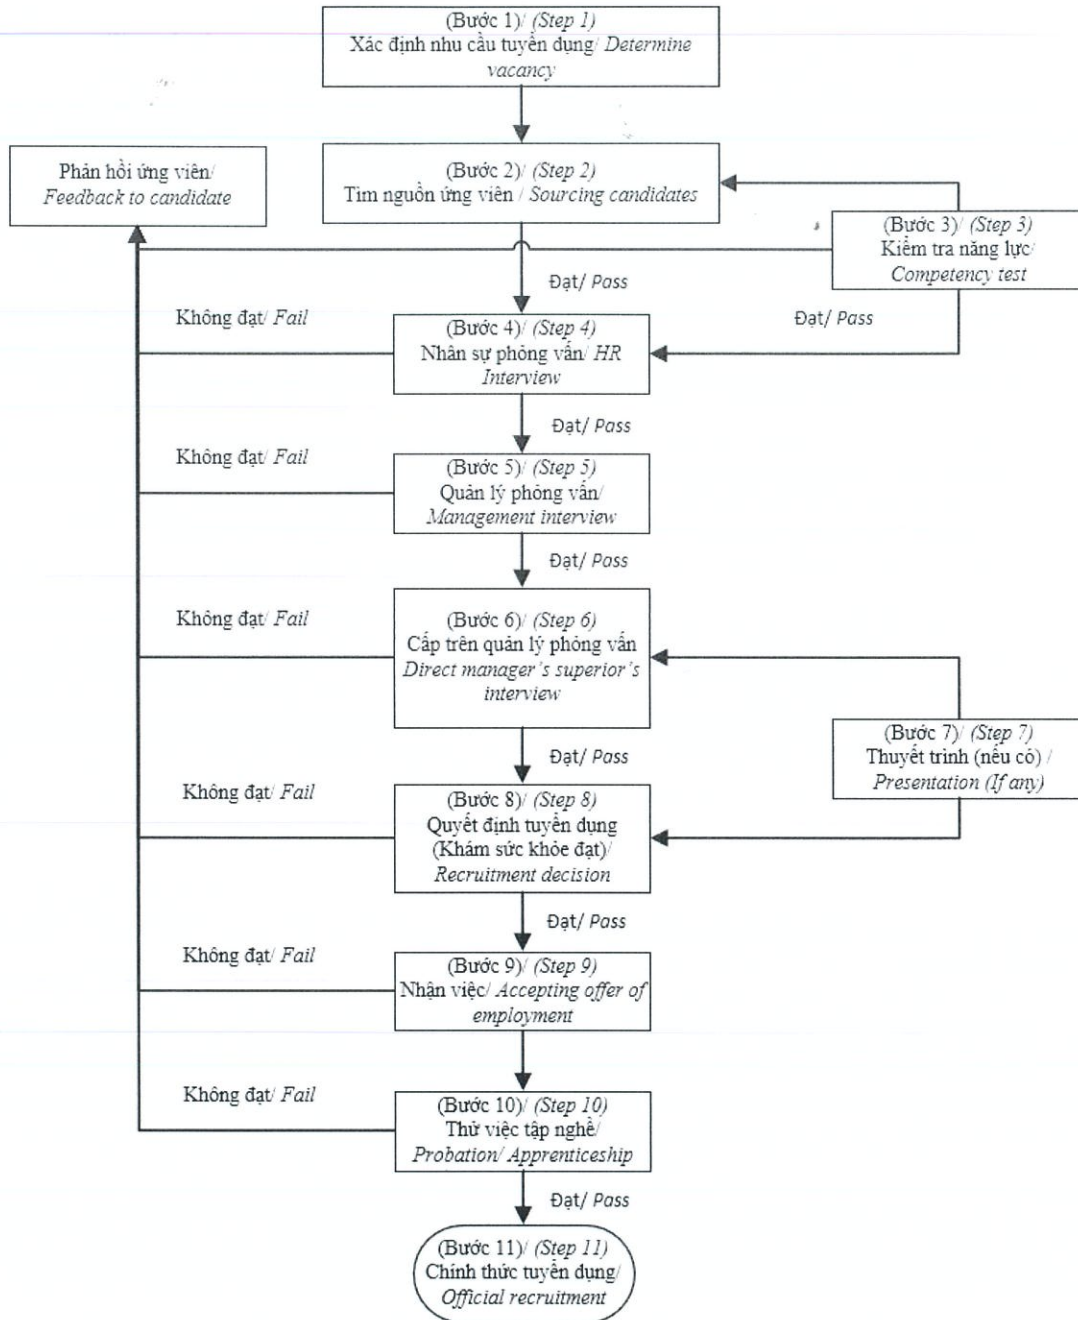 (Bước 1)/ (Step 1)
Xác định nhu cầu tuyển dụng/ Determine
vacancy
Phản hồi ứng viên/
Feedback to candidate
(Bước 2)/ (Step 2)
Tìm nguồn ứng viên / Sourcing candidates
(Bước 3)/ (Step 3)
Kiểm tra năng lực/
Competency test
Đạt/ Pass
Không đạt/ Fail
Đạt/ Pass
(Bước 4)/ (Step 4)
Nhân sự phỏng vấn/ HR
Interview
Đạt/ Pass
Không đạt/ Fail
(Bước 5)/ (Step 5)
Quản lý phỏng vấn/
Management interview
Đạt/ Pass
Không đạt/ Fail
(Bước 6)/ (Step 6)
Cấp trên quản lý phỏng vấn
Direct manager's superior's
interview
(Bước 7)/ (Step 7)
Thuyết trình (nếu có) /
Presentation (If any)
Đạt/ Pass
Không đạt/ Fail
(Bước 8)/ (Step 8)
Quyết định tuyển dụng
(Khám sức khỏe đạt)/
Recruitment decision
Đạt/ Pass
Không đạt/ Fail
(Bước 9)/ (Step 9)
Nhận việc/ Accepting offer of
employment
Không đạt/ Fail
(Bước 10)/ (Step 10)
Thử việc tập nghề/
Probation/ Apprenticeship
Đạt/ Pass
(Bước 11)/ (Step 11)
Chính thức tuyển dụng/
Official recruitment